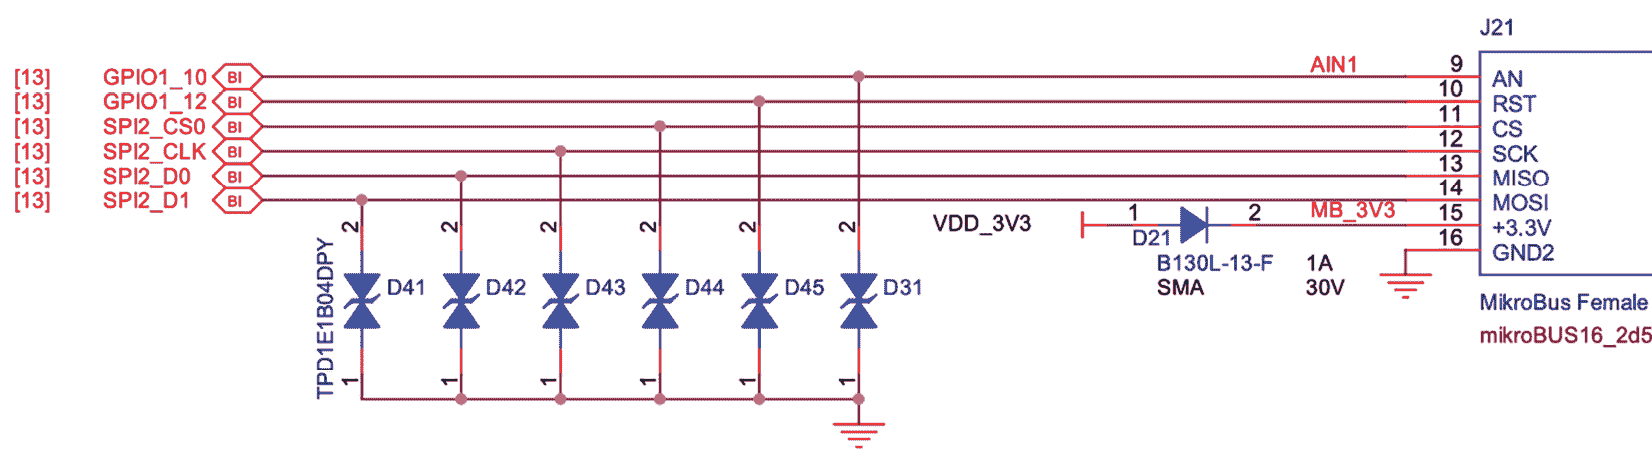 J21
[13] GPIO1_10 BI AIN1 9 AN
[13] GPIO1_12 BI 10 RST
[13] SPI2_CS0 BI 11 CS
[13] SPI2_CLK BI 12 SCK
[13] SPI2_D0 BI 13 MISO
[13] SPI2_D1 BI 14 MOSI
2 2 2 2 2 2 VDD_3V3 1 D21 2 MB_3V3 15 +3.3V
16 GND2
B130L-13-F 1A
SMA 30V
TPD1E1B04DPY D41 D42 D43 D44 D45 D31
MikroBus Female
mikroBUS16_2d5
1 1 1 1 1 1